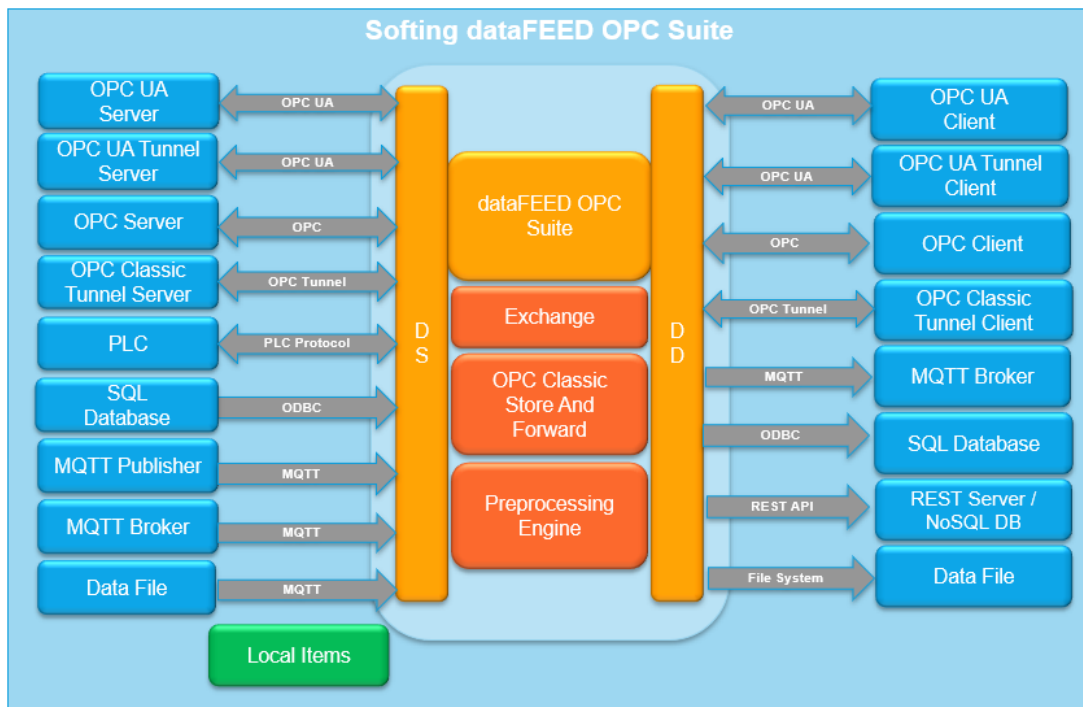 Softing dataFEED OPC Suite
OPC UA
Server
OPC UA
OPC UA Tunnel
Server
OPC UA
OPC Server
OPC
OPC Classic
Tunnel Server
OPC Tunnel
PLC
PLC Protocol
SQL
Database
ODBC
MQTT Publisher
MQTT
MQTT Broker
MQTT
Data File
MQTT
Local Items
D
S
dataFEED OPC
Suite
Exchange
OPC Classic
Store And
Forward
Preprocessing
Engine
D
D
OPC UA
OPC UA
Client
OPC UA
OPC UA Tunnel
Client
OPC
OPC Client
OPC Tunnel
OPC Classic
Tunnel Client
MQTT
MQTT Broker
ODBC
SQL Database
REST API
REST Server /
NoSQL DB
File System
Data File